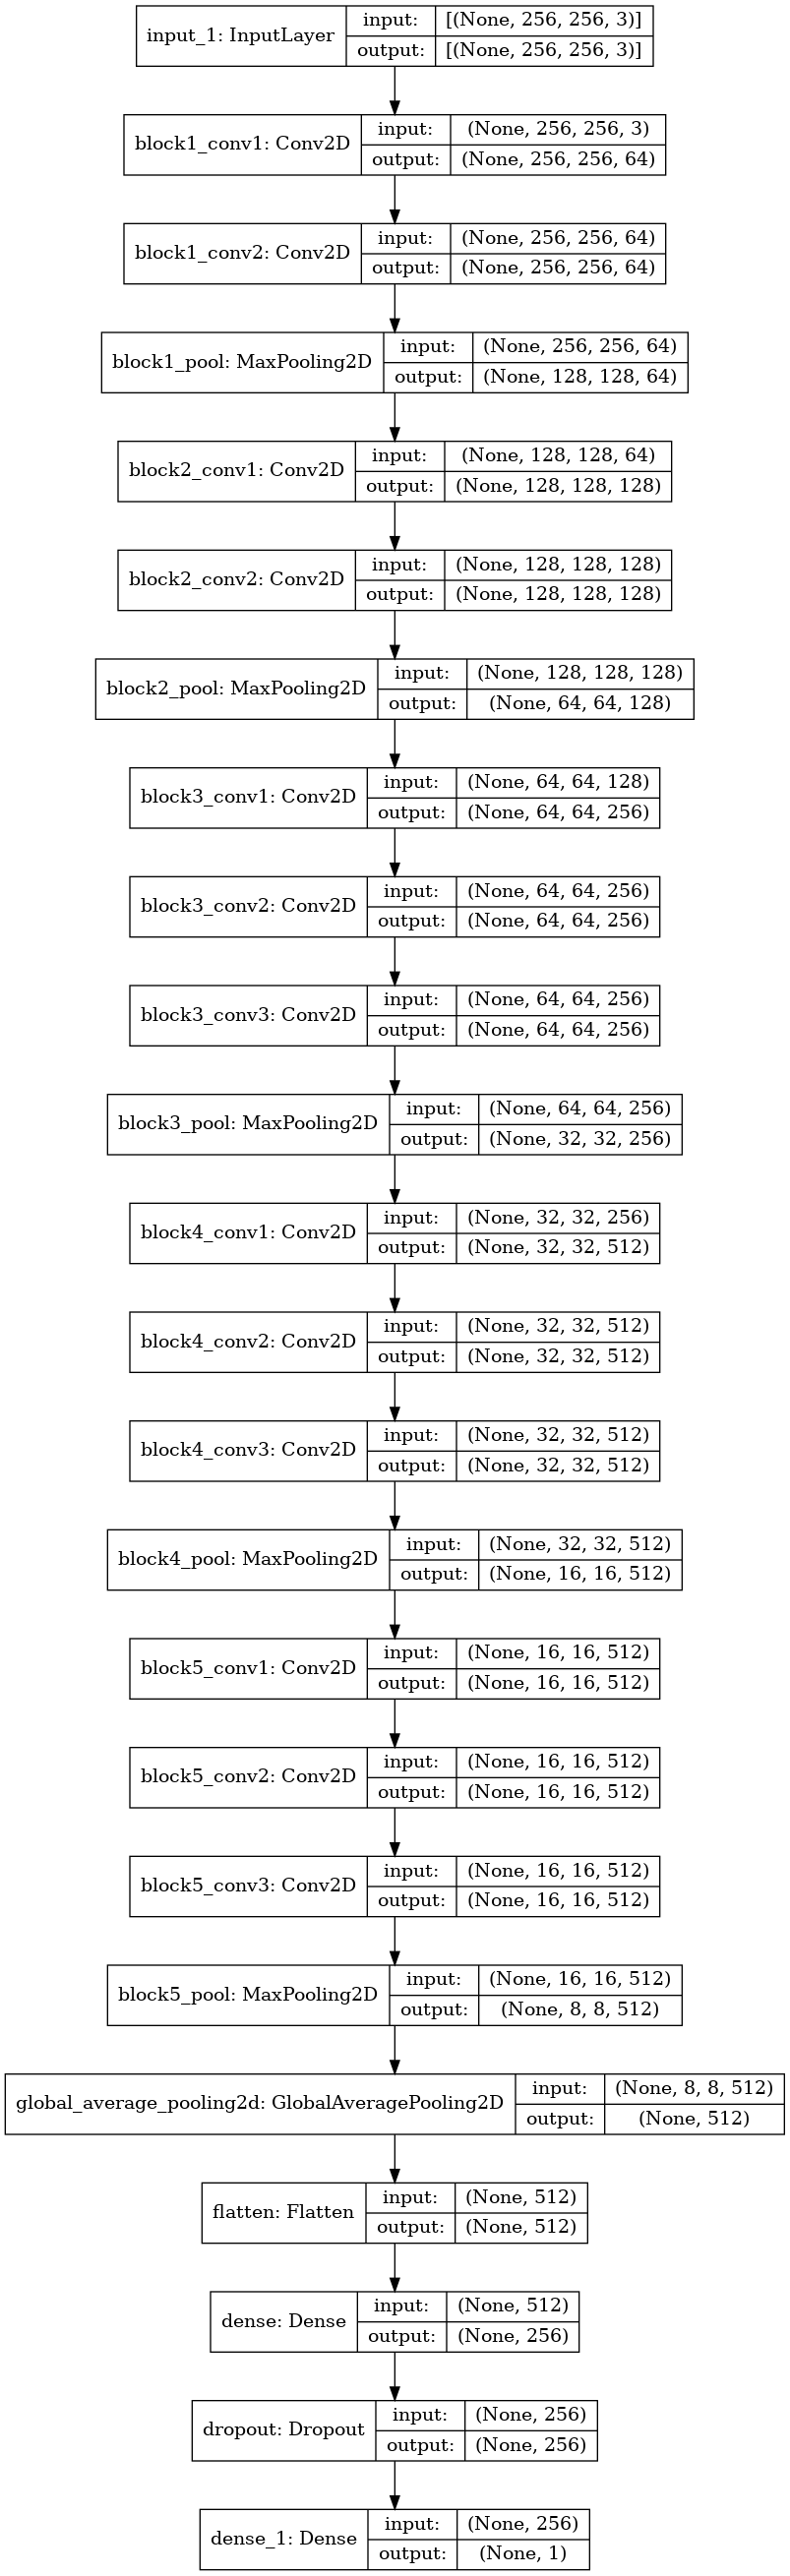 input_1: InputLayer
input: [(None, 256, 256, 3)]
output: [(None, 256, 256, 3)]
block1_conv1: Conv2D
input: (None, 256, 256, 3)
output: (None, 256, 256, 64)
block1_conv2: Conv2D
input: (None, 256, 256, 64)
output: (None, 256, 256, 64)
block1_pool: MaxPooling2D
input: (None, 256, 256, 64)
output: (None, 128, 128, 64)
block2_conv1: Conv2D
input: (None, 128, 128, 64)
output: (None, 128, 128, 128)
block2_conv2: Conv2D
input: (None, 128, 128, 128)
output: (None, 128, 128, 128)
block2_pool: MaxPooling2D
input: (None, 128, 128, 128)
output: (None, 64, 64, 128)
block3_conv1: Conv2D
input: (None, 64, 64, 128)
output: (None, 64, 64, 256)
block3_conv2: Conv2D
input: (None, 64, 64, 256)
output: (None, 64, 64, 256)
block3_conv3: Conv2D
input: (None, 64, 64, 256)
output: (None, 64, 64, 256)
block3_pool: MaxPooling2D
input: (None, 64, 64, 256)
output: (None, 32, 32, 256)
block4_conv1: Conv2D
input: (None, 32, 32, 256)
output: (None, 32, 32, 512)
block4_conv2: Conv2D
input: (None, 32, 32, 512)
output: (None, 32, 32, 512)
block4_conv3: Conv2D
input: (None, 32, 32, 512)
output: (None, 32, 32, 512)
block4_pool: MaxPooling2D
input: (None, 32, 32, 512)
output: (None, 16, 16, 512)
block5_conv1: Conv2D
input: (None, 16, 16, 512)
output: (None, 16, 16, 512)
block5_conv2: Conv2D
input: (None, 16, 16, 512)
output: (None, 16, 16, 512)
block5_conv3: Conv2D
input: (None, 16, 16, 512)
output: (None, 16, 16, 512)
block5_pool: MaxPooling2D
input: (None, 16, 16, 512)
output: (None, 8, 8, 512)
global_average_pooling2d: GlobalAveragePooling2D
input: (None, 8, 8, 512)
output: (None, 512)
flatten: Flatten
input: (None, 512)
output: (None, 512)
dense: Dense
input: (None, 512)
output: (None, 256)
dropout: Dropout
input: (None, 256)
output: (None, 256)
dense_1: Dense
input: (None, 256)
output: (None, 1)